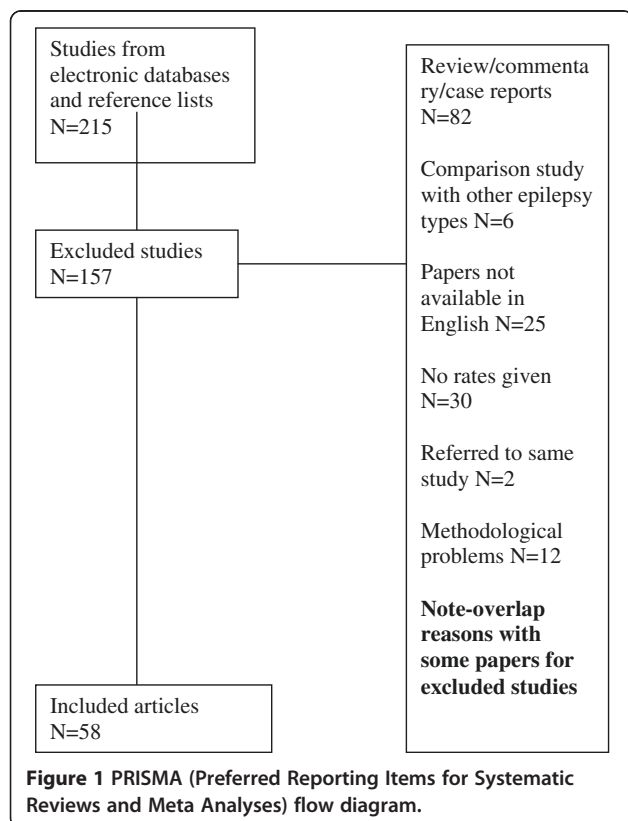 Studies from
electronic databases
and reference lists
N=215
Excluded studies
N=157
Review/commenta
ry/case reports
N=82
Comparison study
with other epilepsy
types N=6
Papers not
available in
English N=25
No rates given
N=30
Referred to same
study N=2
Methodological
problems N=12
Note-overlap
reasons with
some papers for
excluded studies
Included articles
N=58
Figure 1 PRISMA (Preferred Reporting Items for Systematic
Reviews and Meta Analyses) flow diagram.